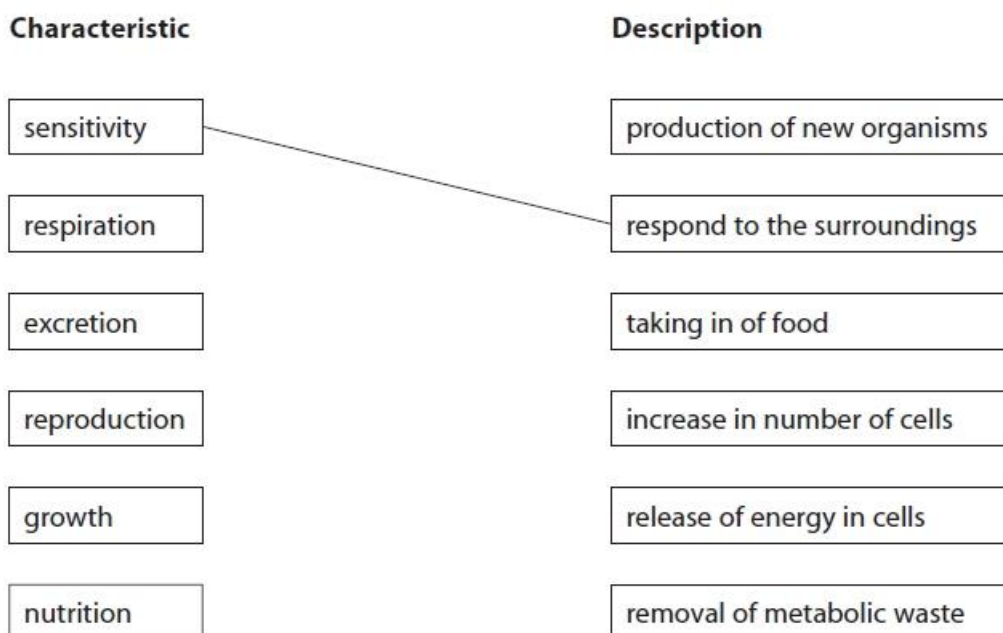 Characteristic Description
sensitivity production of new organisms
respiration respond to the surroundings
excretion taking in of food
reproduction increase in number of cells
growth release of energy in cells
nutrition removal of metabolic waste